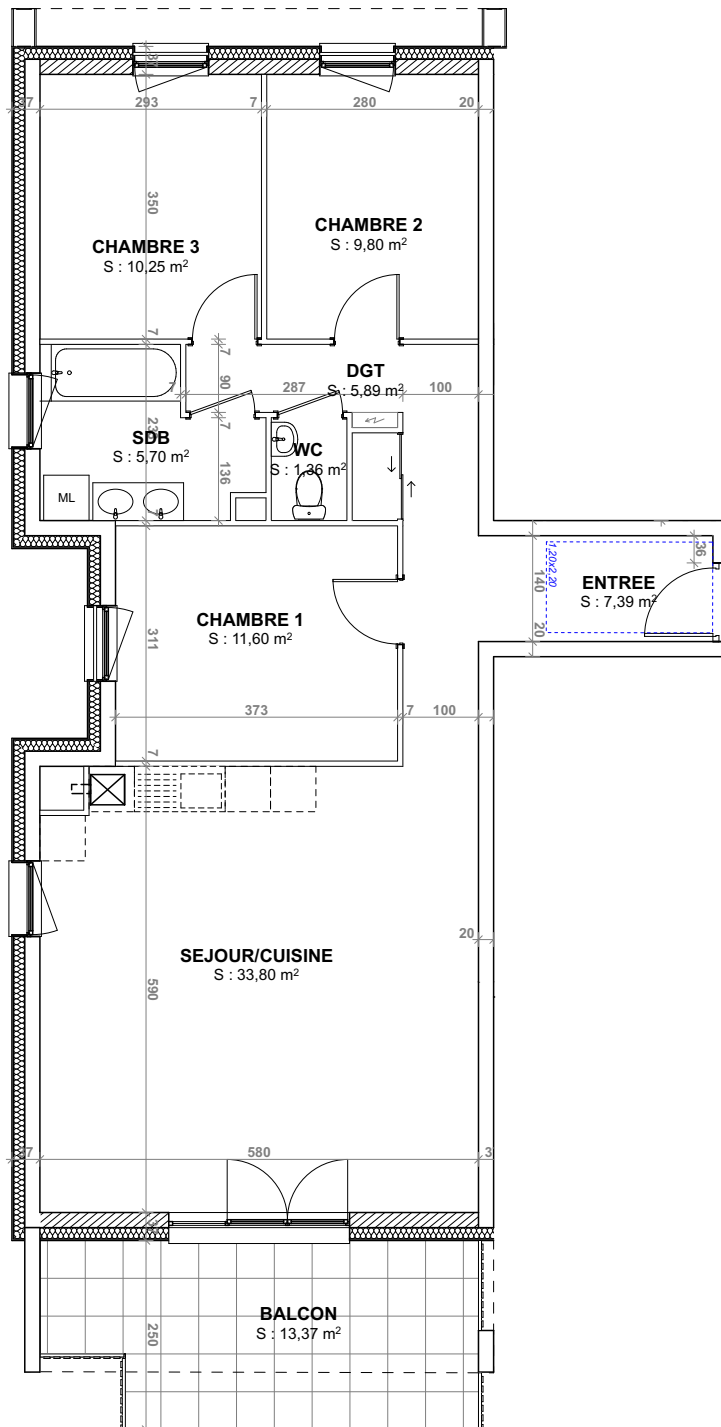 37
37
293
7
280
20
350
CHAMBRE 3
S : 10,25 m²
CHAMBRE 2
S : 9,80 m²
7
7
DGT
S : 5,89 m²
7
90
287
100
7
SDB
S : 5,70 m²
WC
S : 1,36 m²
136
ML
36
1.20x2.20
140
ENTREE
S : 7,39 m²
20
CHAMBRE 1
S : 11,60 m²
311
373
7
100
7
20
SEJOUR/CUISINE
S : 33,80 m²
590
37
580
3
BALCON
S : 13,37 m²
250